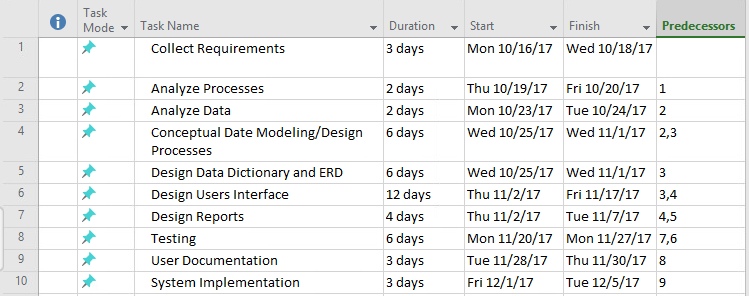 Task Mode Task Name Duration Start Finish Predecessors
1 Collect Requirements 3 days Mon 10/16/17 Wed 10/18/17
2 Analyze Processes 2 days Thu 10/19/17 Fri 10/20/17 1
3 Analyze Data 2 days Mon 10/23/17 Tue 10/24/17 2
4 Conceptual Date Modeling/Design 6 days Wed 10/25/17 Wed 11/1/17 2,3
Processes
5 Design Data Dictionary and ERD 6 days Wed 10/25/17 Wed 11/1/17 3
6 Design Users Interface 12 days Thu 11/2/17 Fri 11/17/17 3,4
7 Design Reports 4 days Thu 11/2/17 Tue 11/7/17 4,5
8 Testing 6 days Mon 11/20/17 Mon 11/27/17 7,6
9 User Documentation 3 days Tue 11/28/17 Thu 11/30/17 8
10 System Implementation 3 days Fri 12/1/17 Tue 12/5/17 9